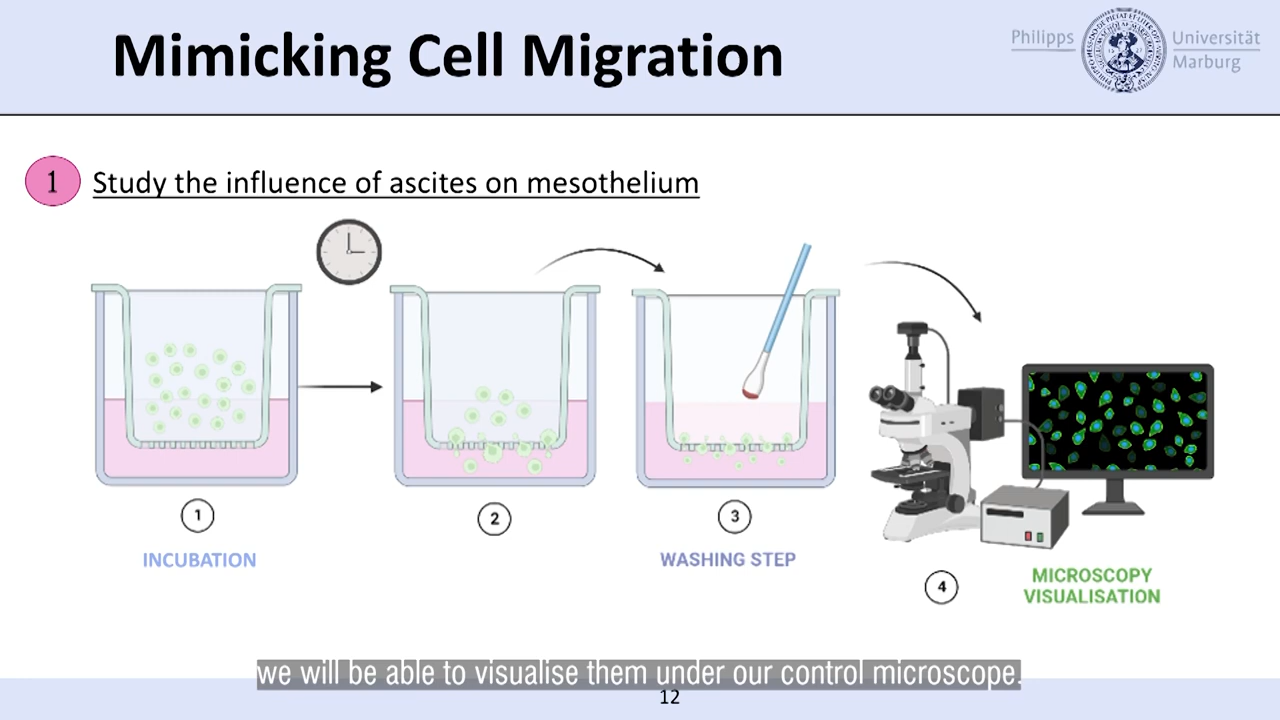 Mimicking Cell Migration
Philipps Universität
Marburg
1 Study the influence of ascites on mesothelium
1
2
3
4
INCUBATION
WASHING STEP
MICROSCOPY
VISUALISATION
we will be able to visualise them under our control microscope.
12